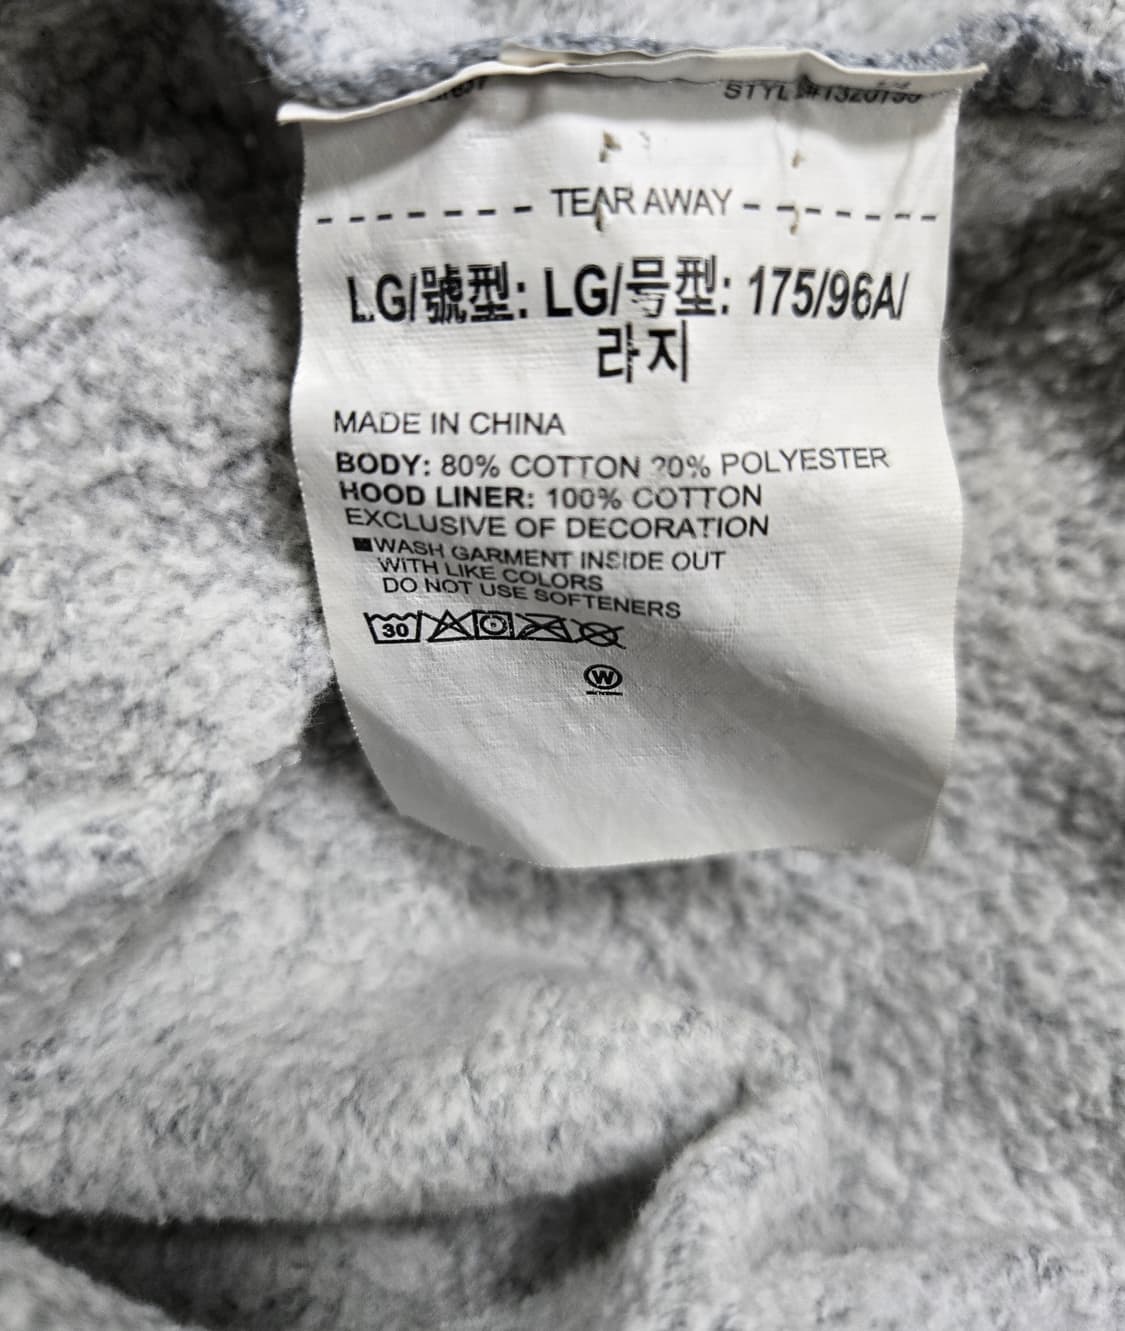 TEAR AWAY
LG/號型: LG/号型: 175/96A/
라지
MADE IN CHINA
BODY: 80% COTTON 20% POLYESTER
HOOD LINER: 100% COTTON
EXCLUSIVE OF DECORATION
WASH GARMENT INSIDE OUT
WITH LIKE COLORS
DO NOT USE SOFTENERS
30
W